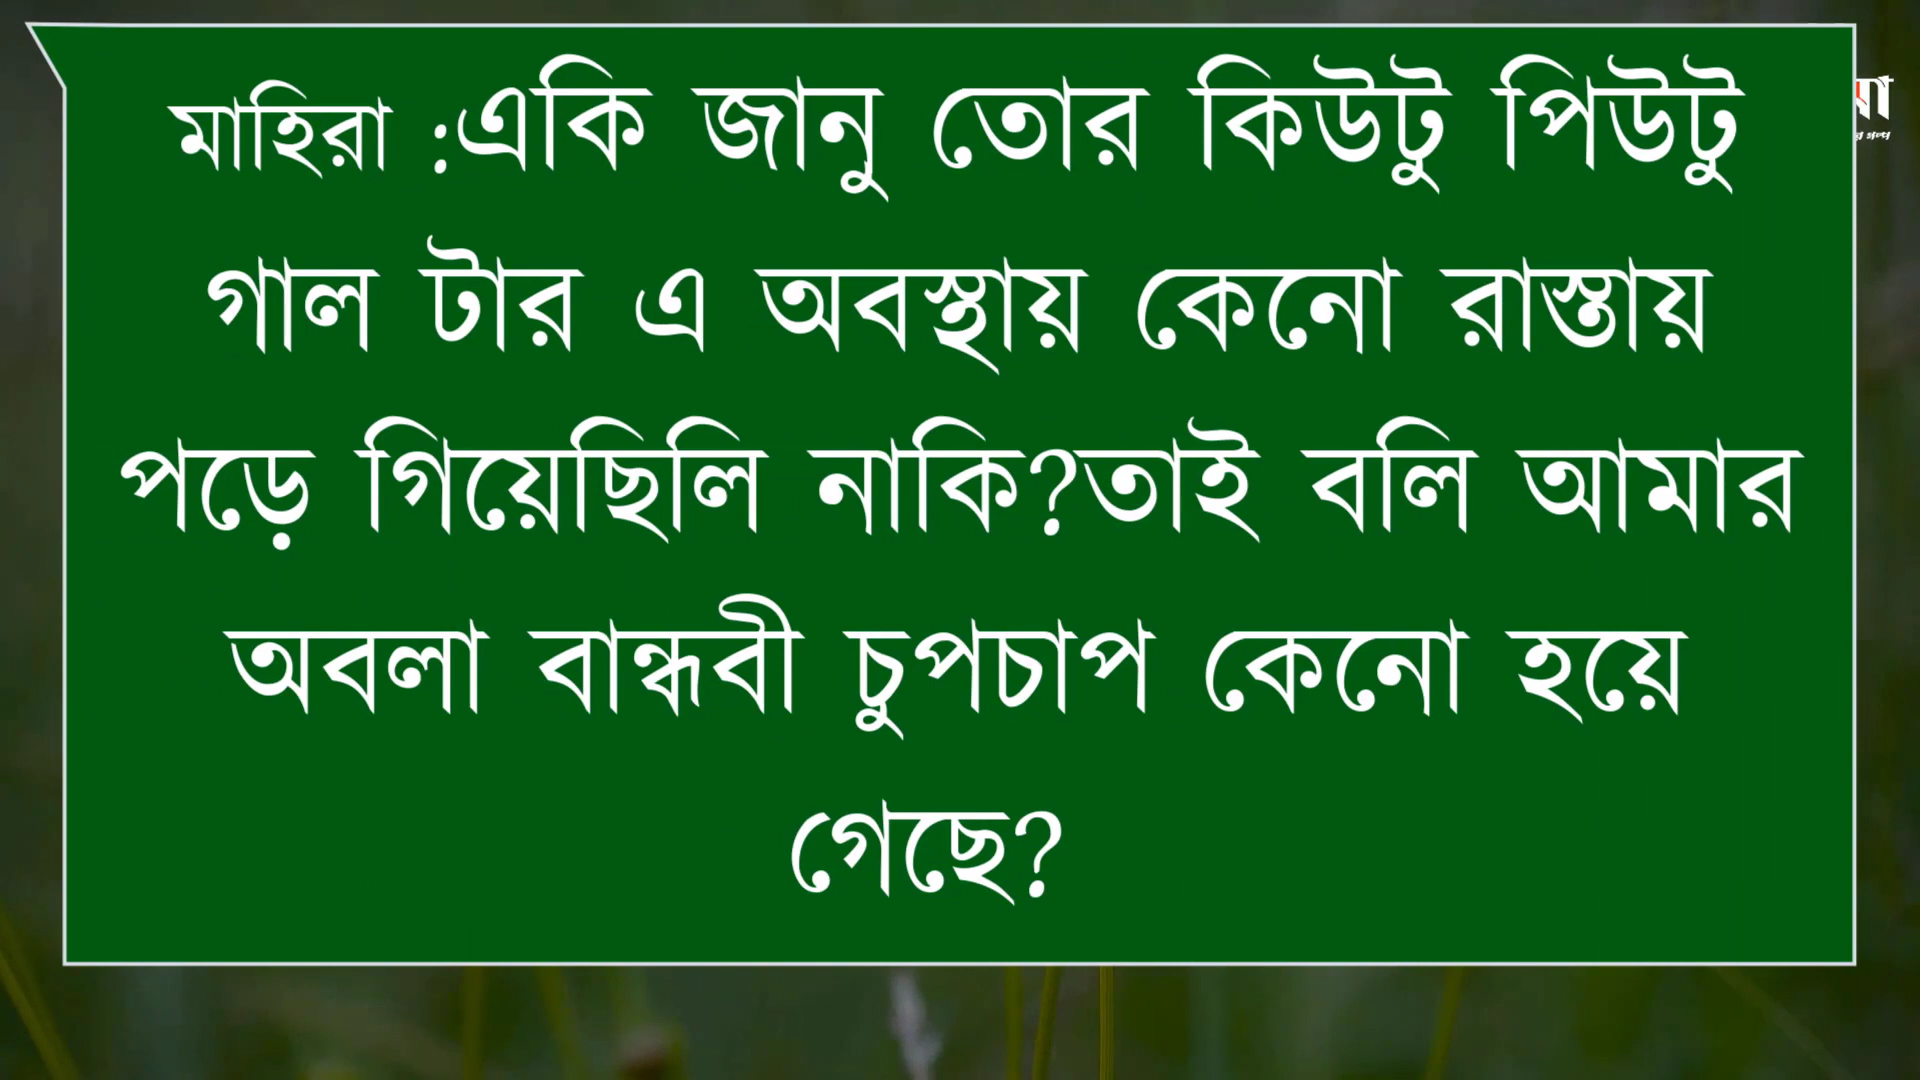 মাহিরা :একি জানু তোর কিউটু পিউটু
গাল টার এ অবস্থায় কেনো রাস্তায়
পড়ে গিয়েছিলি নাকি?তাই বলি আমার
অবলা বান্ধবী চুপচাপ কেনো হয়ে
গেছে?